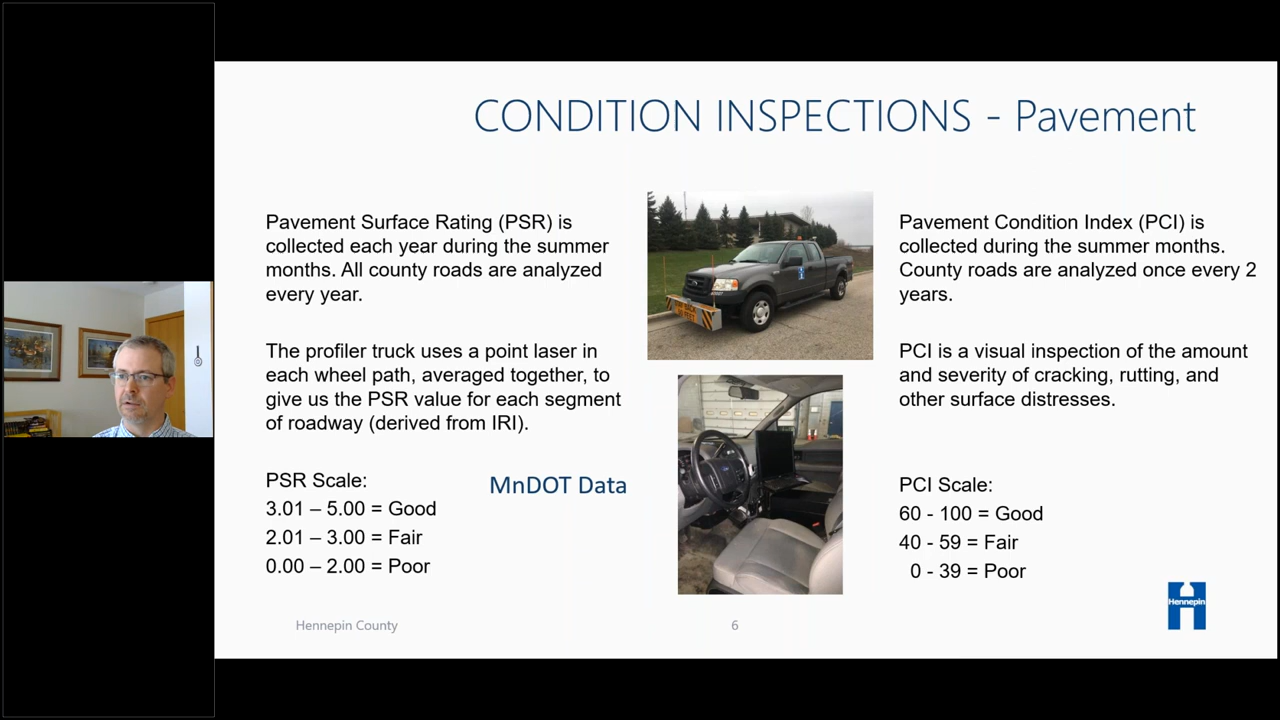 CONDITION INSPECTIONS - Pavement
Pavement Surface Rating (PSR) is
collected each year during the summer
months. All county roads are analyzed
every year.
The profiler truck uses a point laser in
each wheel path, averaged together, to
give us the PSR value for each segment
of roadway (derived from IRI).
PSR Scale:
3.01 – 5.00 = Good
2.01 – 3.00 = Fair
0.00 – 2.00 = Poor
MnDOT Data
Pavement Condition Index (PCI) is
collected during the summer months.
County roads are analyzed once every 2
years.
PCI is a visual inspection of the amount
and severity of cracking, rutting, and
other surface distresses.
PCI Scale:
60 - 100 = Good
40 - 59 = Fair
0 - 39 = Poor
Hennepin County
6
Hennepin